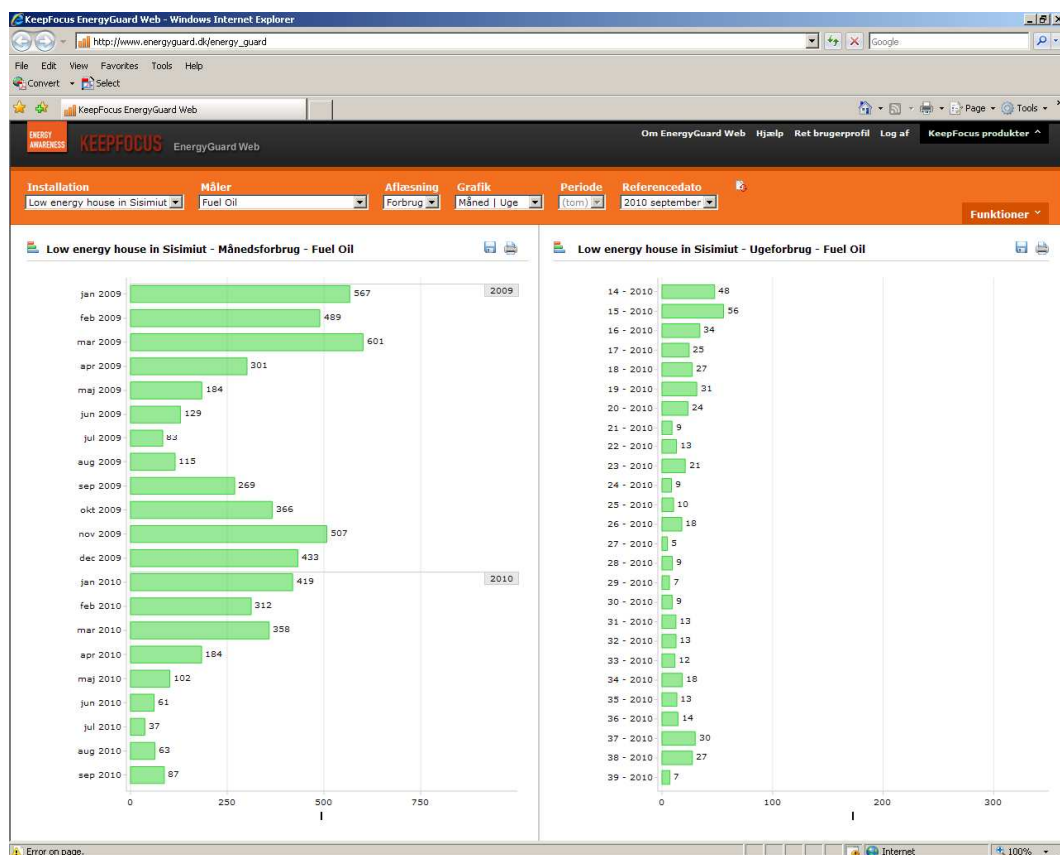 KeepFocus EnergyGuard Web - Windows Internet Explorer
http://www.energyguard.dk/energy_guard
Google
File Edit View Favorites Tools Help
Convert Select
KeepFocus EnergyGuard Web
Page Tools
ENERGY AWARENESS
KEEPFOCUS EnergyGuard Web
Om EnergyGuard Web Hjælp Ret brugerprofil Log af KeepFocus produkter
Installation Måler Aflæsning Grafik Periode Referencedato
Low energy house in Sisimiut Fuel Oil Forbrug Måned | Uge (tom) 2010 september
Funktioner
Low energy house in Sisimiut - Månedsforbrug - Fuel Oil
2009
jan 2009 567
feb 2009 489
mar 2009 601
apr 2009 301
maj 2009 184
jun 2009 129
jul 2009 83
aug 2009 115
sep 2009 269
okt 2009 366
nov 2009 507
dec 2009 433
2010
jan 2010 419
feb 2010 312
mar 2010 358
apr 2010 184
maj 2010 102
jun 2010 61
jul 2010 37
aug 2010 63
sep 2010 87
0 250 500 750
l
Low energy house in Sisimiut - Ugeforbrug - Fuel Oil
14 - 2010 48
15 - 2010 56
16 - 2010 34
17 - 2010 25
18 - 2010 27
19 - 2010 31
20 - 2010 24
21 - 2010 9
22 - 2010 13
23 - 2010 21
24 - 2010 9
25 - 2010 10
26 - 2010 18
27 - 2010 5
28 - 2010 9
29 - 2010 7
30 - 2010 9
31 - 2010 13
32 - 2010 13
33 - 2010 12
34 - 2010 18
35 - 2010 13
36 - 2010 14
37 - 2010 30
38 - 2010 27
39 - 2010 7
0 100 200 300
l
Error on page.
Internet 100%